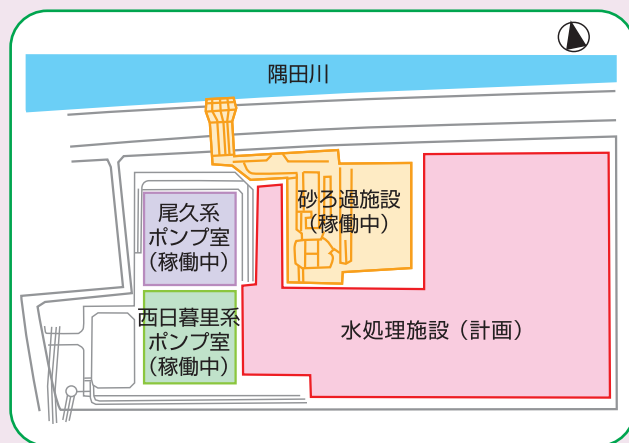 隅田川
砂ろ過施設
(稼働中)
尾久系
ポンプ室
(稼働中)
西日暮里系
ポンプ室
(稼働中)
水処理施設（計画）